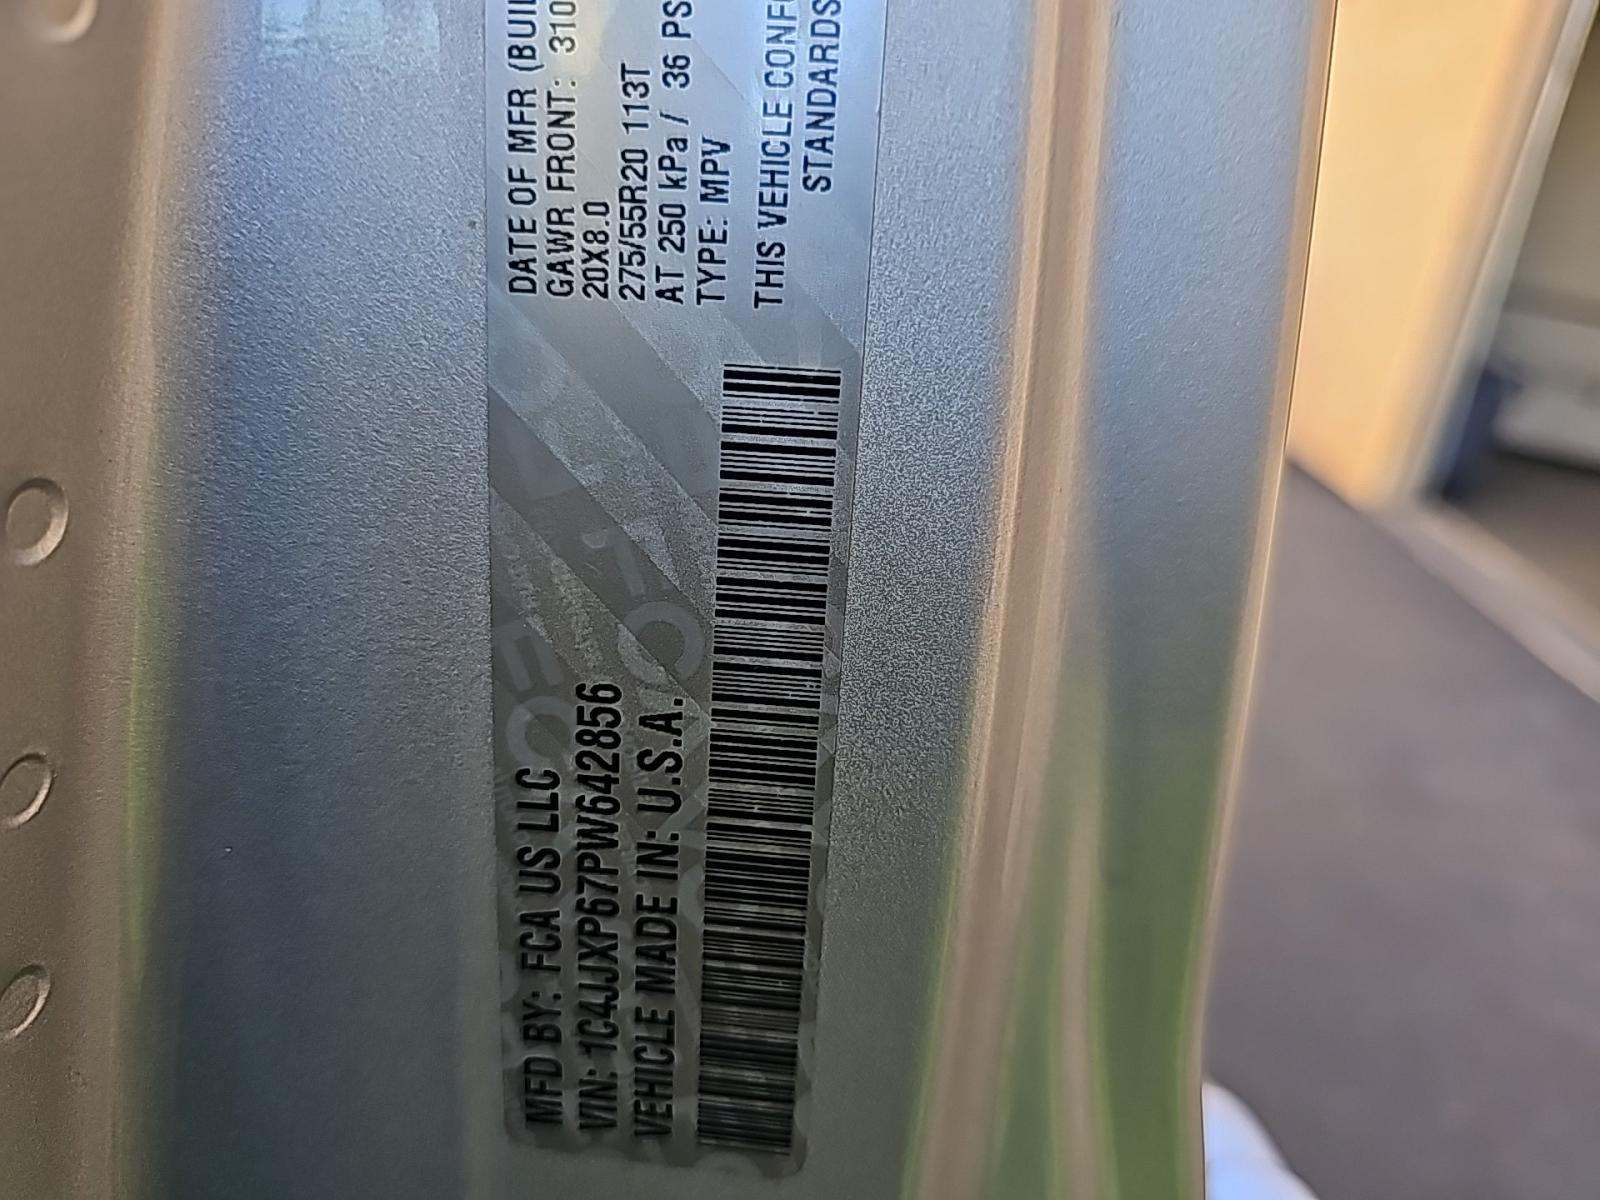 MFD BY: FCA US LLC
VIN: 1C4JJXP67PW642856
VEHICLE MADE IN: U.S.A.
DATE OF MFR
GAWR FRONT: 310
20X8.0
275/55R20 113T
AT 250 kPa / 36 PS
TYPE: MPV
THIS VEHICLE CONF
STANDARDS